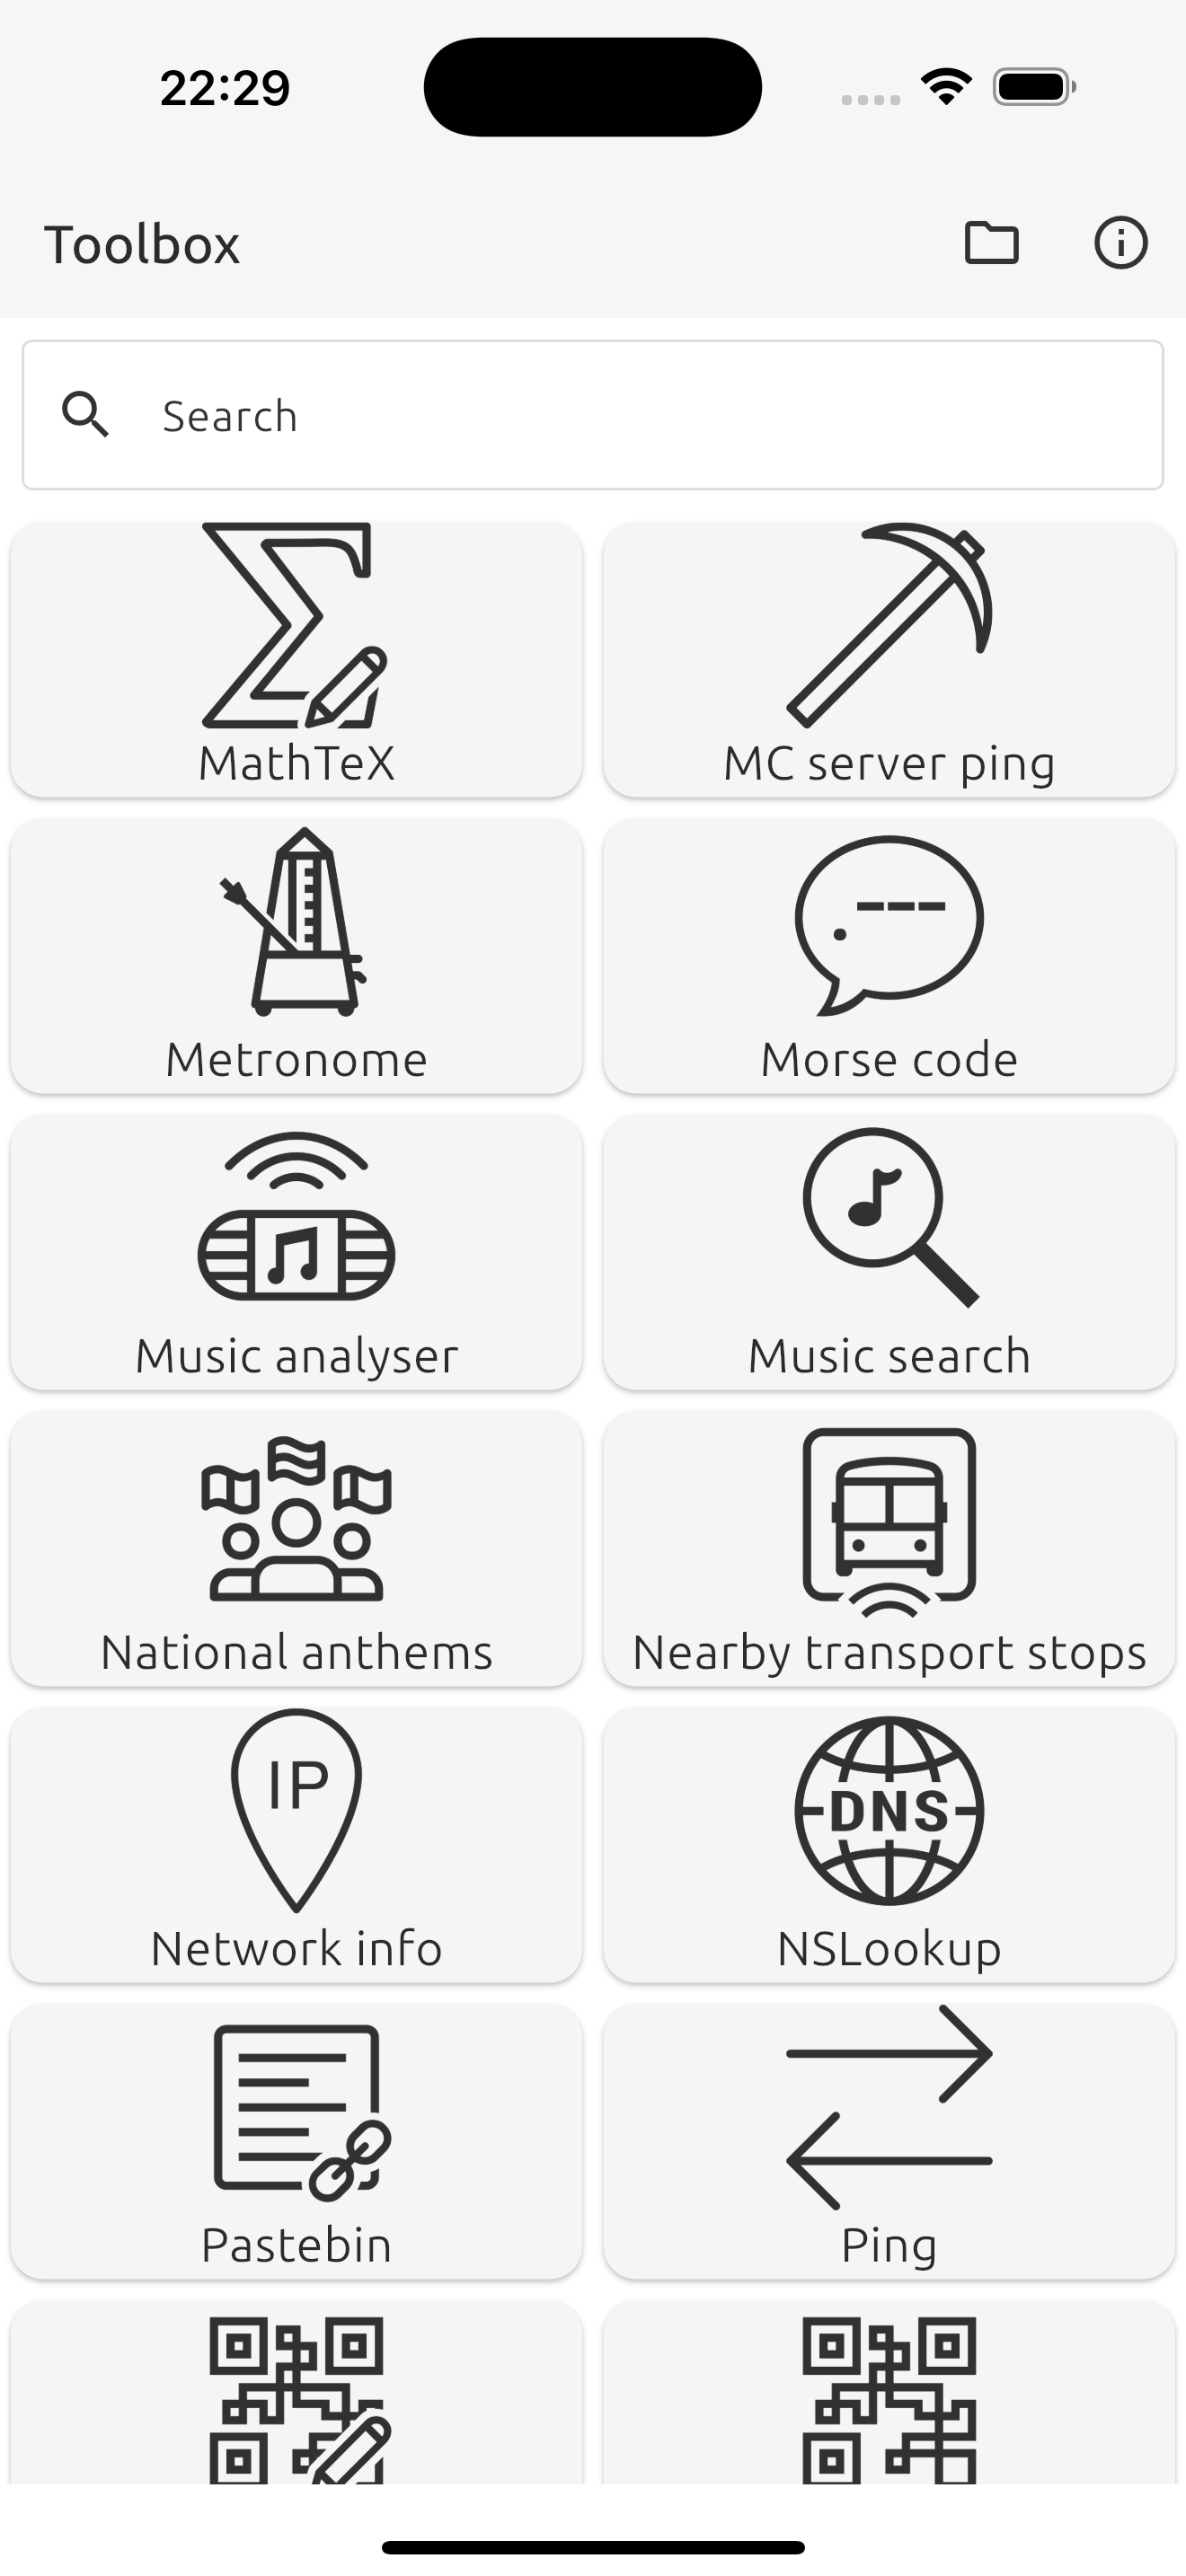 22:29
Toolbox
Search
MathTeX
MC server ping
Metronome
Morse code
Music analyser
Music search
National anthems
Nearby transport stops
IP
Network info
DNS
NSLookup
Pastebin
Ping